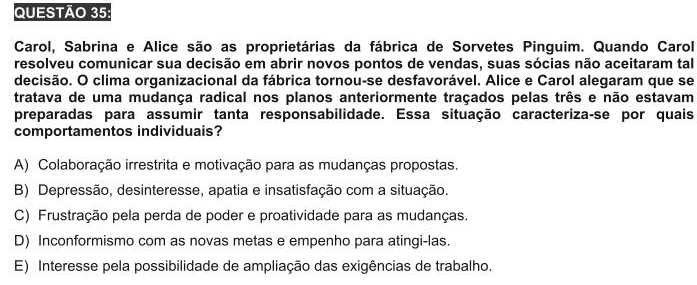 QUESTÃO 35:
Carol, Sabrina e Alice são as proprietárias da fábrica de Sorvetes Pinguim. Quando Carol
resolveu comunicar sua decisão em abrir novos pontos de vendas, suas sócias não aceitaram tal
decisão. O clima organizacional da fábrica tornou-se desfavorável. Alice e Carol alegaram que se
tratava de uma mudança radical nos planos anteriormente traçados pelas três e não estavam
preparadas para assumir tanta responsabilidade. Essa situação caracteriza-se por quais
comportamentos individuais?
A) Colaboração irrestrita e motivação para as mudanças propostas.
B) Depressão, desinteresse, apatia e insatisfação com a situação.
C) Frustração pela perda de poder e proatividade para as mudanças.
D) Inconformismo com as novas metas e empenho para atingi-las.
E) Interesse pela possibilidade de ampliação das exigências de trabalho.